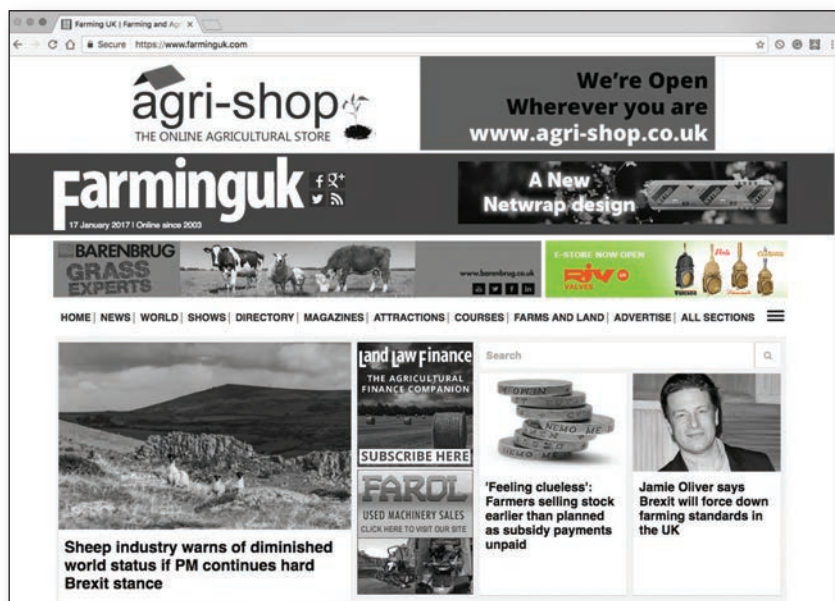 Farming UK | Farming and Agr
Secure https://www.farminguk.com
agri-shop
THE ONLINE AGRICULTURAL STORE
We're Open
Wherever you are
www.agri-shop.co.uk
Farminguk
17 January 2017 | Online since 2003
A New
Netwrap design
BARENBRUG
GRASS
EXPERTS
www.barenbrug.co.uk
E-STORE NOW OPEN
RIV UK
VALVES
HOME | NEWS | WORLD | SHOWS | DIRECTORY | MAGAZINES | ATTRACTIONS | COURSES | FARMS AND LAND | ADVERTISE | ALL SECTIONS
Land Law Finance
THE AGRICULTURAL
FINANCE COMPANION
SUBSCRIBE HERE
FAROL
USED MACHINERY SALES
CLICK HERE TO VISIT OUR SITE
Search
'Feeling clueless':
Farmers selling stock
earlier than planned
as subsidy payments
unpaid
Jamie Oliver says
Brexit will force down
farming standards in
the UK
Sheep industry warns of diminished
world status if PM continues hard
Brexit stance